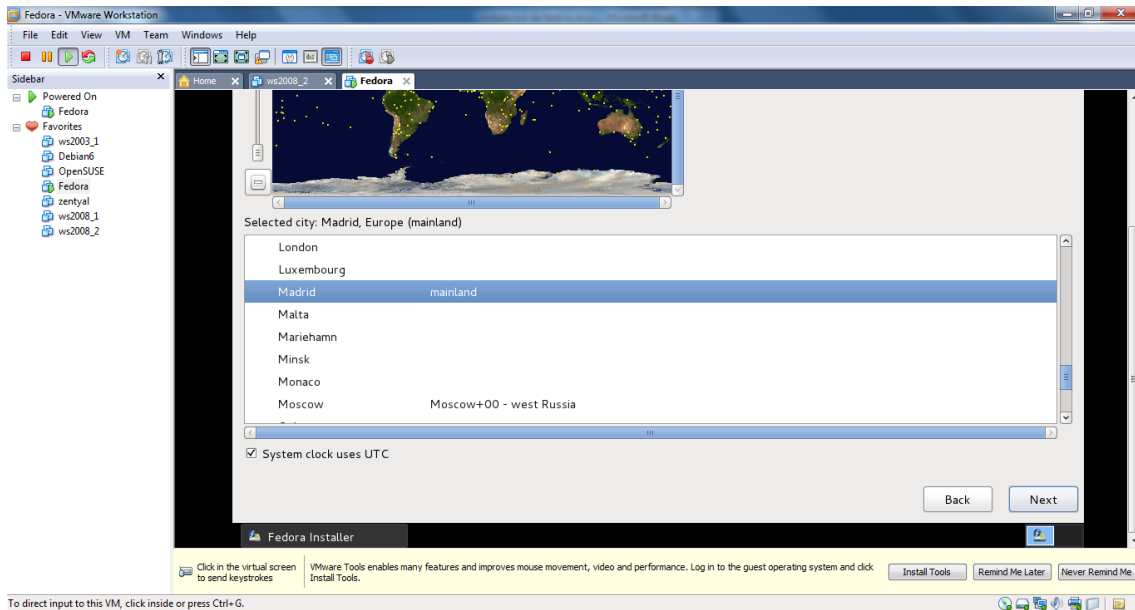 Fedora - VMware Workstation
File Edit View VM Team Windows Help
Sidebar
Powered On
Fedora
Favorites
ws2003_1
Debian6
OpenSUSE
Fedora
zentyal
ws2008_1
ws2008_2
Home
ws2008_2
Fedora
Selected city: Madrid, Europe (mainland)
London
Luxembourg
Madrid mainland
Malta
Mariehamn
Minsk
Monaco
Moscow Moscow+00 - west Russia
System clock uses UTC
Back Next
Fedora Installer
Click in the virtual screen
to send keystrokes
VMware Tools enables many features and improves mouse movement, video and performance. Log in to the guest operating system and click
Install Tools.
Install Tools Remind Me Later Never Remind Me
To direct input to this VM, click inside or press Ctrl+G.